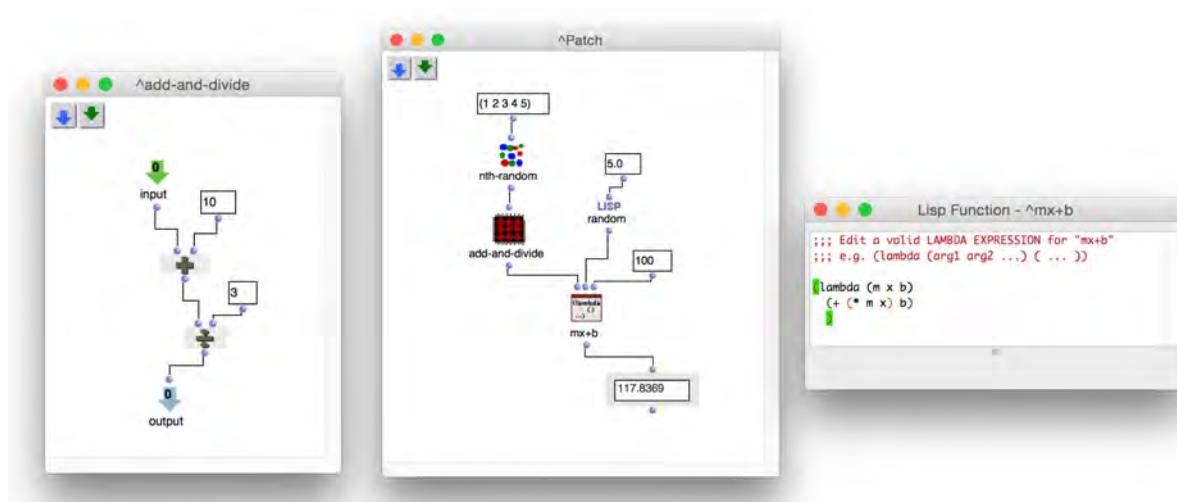 ^add-and-divide
0
input
10
3
0
output
^Patch
(1 2 3 4 5)
nth-random
5.0
LISP
random
add-and-divide
100
(lambda
()
...)
mx+b
117.8369
Lisp Function - ^mx+b
;;; Edit a valid LAMBDA EXPRESSION for "mx+b"
;;; e.g. (lambda (arg1 arg2 ...) ( ... ))
(lambda (m x b)
(+ (* m x) b)
)